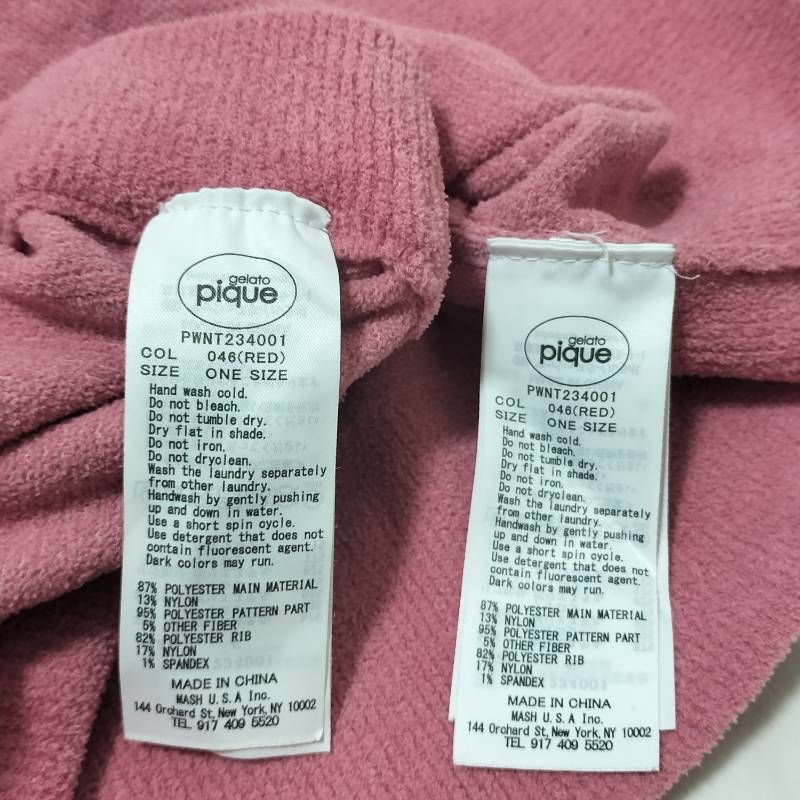 gelato
pique
PWNT234001
COL 046(RED)
SIZE ONE SIZE
Hand wash cold.
Do not bleach.
Do not tumble dry.
Dry flat in shade.
Do not iron.
Do not dryclean.
Wash the laundry separately
from other laundry.
Handwash by gently pushing
up and down in water.
Use a short spin cycle.
Use detergent that does not
contain fluorescent agent.
Dark colors may run.
87% POLYESTER MAIN MATERIAL
13% NYLON
95% POLYESTER PATTERN PART
5% OTHER FIBER
82% POLYESTER RIB
17% NYLON
1% SPANDEX
MADE IN CHINA
MASH U.S.A Inc.
144 Orchard St, New York, NY 10002
TEL 917 409 5520
gelato
pique
PWNT234001
COL 046(RED)
SIZE ONE SIZE
Hand wash cold.
Do not bleach.
Do not tumble dry.
Dry flat in shade.
Do not iron.
Do not dryclean.
Wash the laundry separately
from other laundry.
Handwash by gently pushing
up and down in water.
Use a short spin cycle.
Use detergent that does not
contain fluorescent agent.
Dark colors may run.
87% POLYESTER MAIN MATERIAL
13% NYLON
95% POLYESTER PATTERN PART
5% OTHER FIBER
82% POLYESTER RIB
17% NYLON
1% SPANDEX
MADE IN CHINA
MASH U.S.A Inc.
144 Orchard St, New York, NY 10002
TEL 917 409 5520